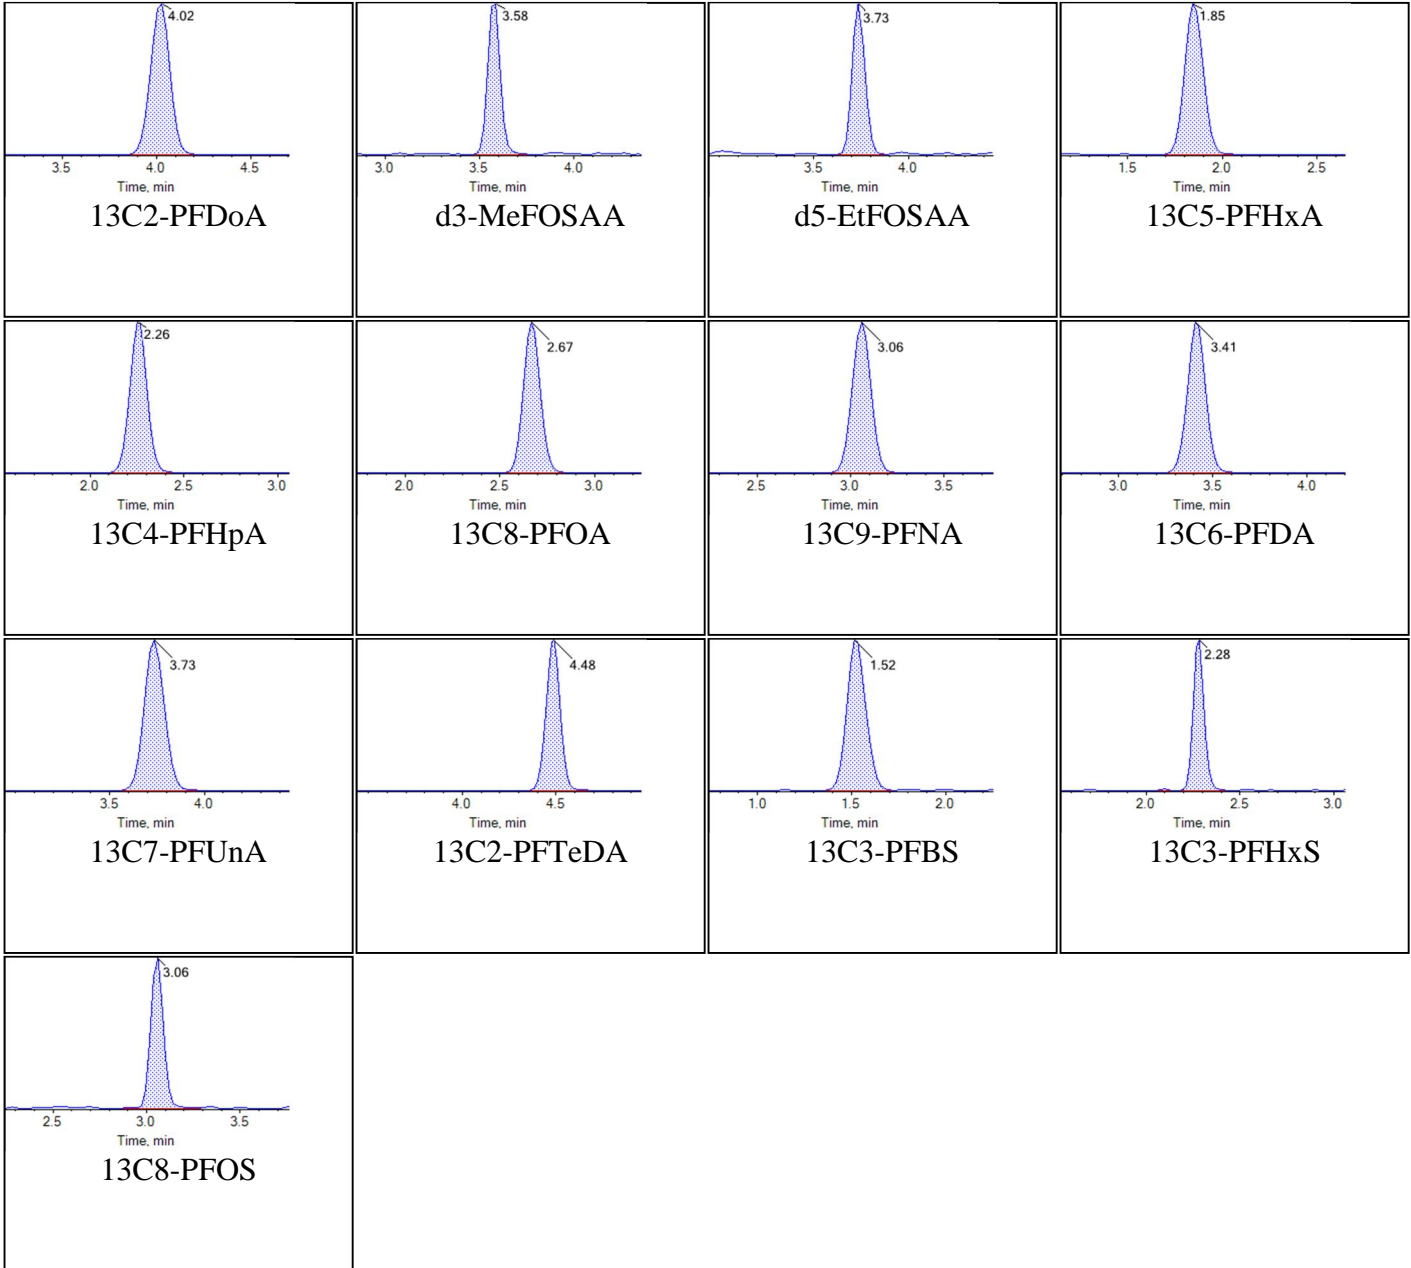 4.02
3.5 4.0 4.5
Time, min
13C2-PFDoA
3.58
3.0 3.5 4.0
Time, min
d3-MeFOSAA
3.73
3.5 4.0
Time, min
d5-EtFOSAA
1.85
1.5 2.0 2.5
Time, min
13C5-PFHxA
2.26
2.0 2.5 3.0
Time, min
13C4-PFHpA
2.67
2.0 2.5 3.0
Time, min
13C8-PFOA
3.06
2.5 3.0 3.5
Time, min
13C9-PFNA
3.41
3.0 3.5 4.0
Time, min
13C6-PFDA
3.73
3.5 4.0
Time, min
13C7-PFUnA
4.48
4.0 4.5
Time, min
13C2-PFTeDA
1.52
1.0 1.5 2.0
Time, min
13C3-PFBS
2.28
2.0 2.5 3.0
Time, min
13C3-PFHxS
3.06
2.5 3.0 3.5
Time, min
13C8-PFOS